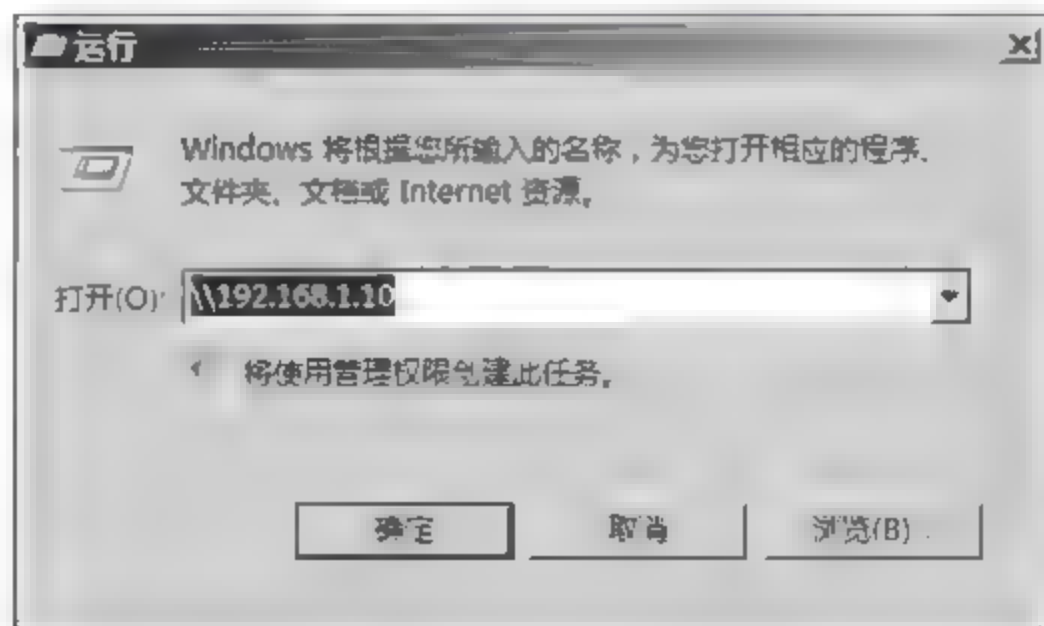 运行
Windows 将根据您所输入的名称，为您打开相应的程序、
文件夹、文档或 Internet 资源。
打开(O):
\\192.168.1.10
将使用管理权限创建此任务。
确定
取消
浏览(B)